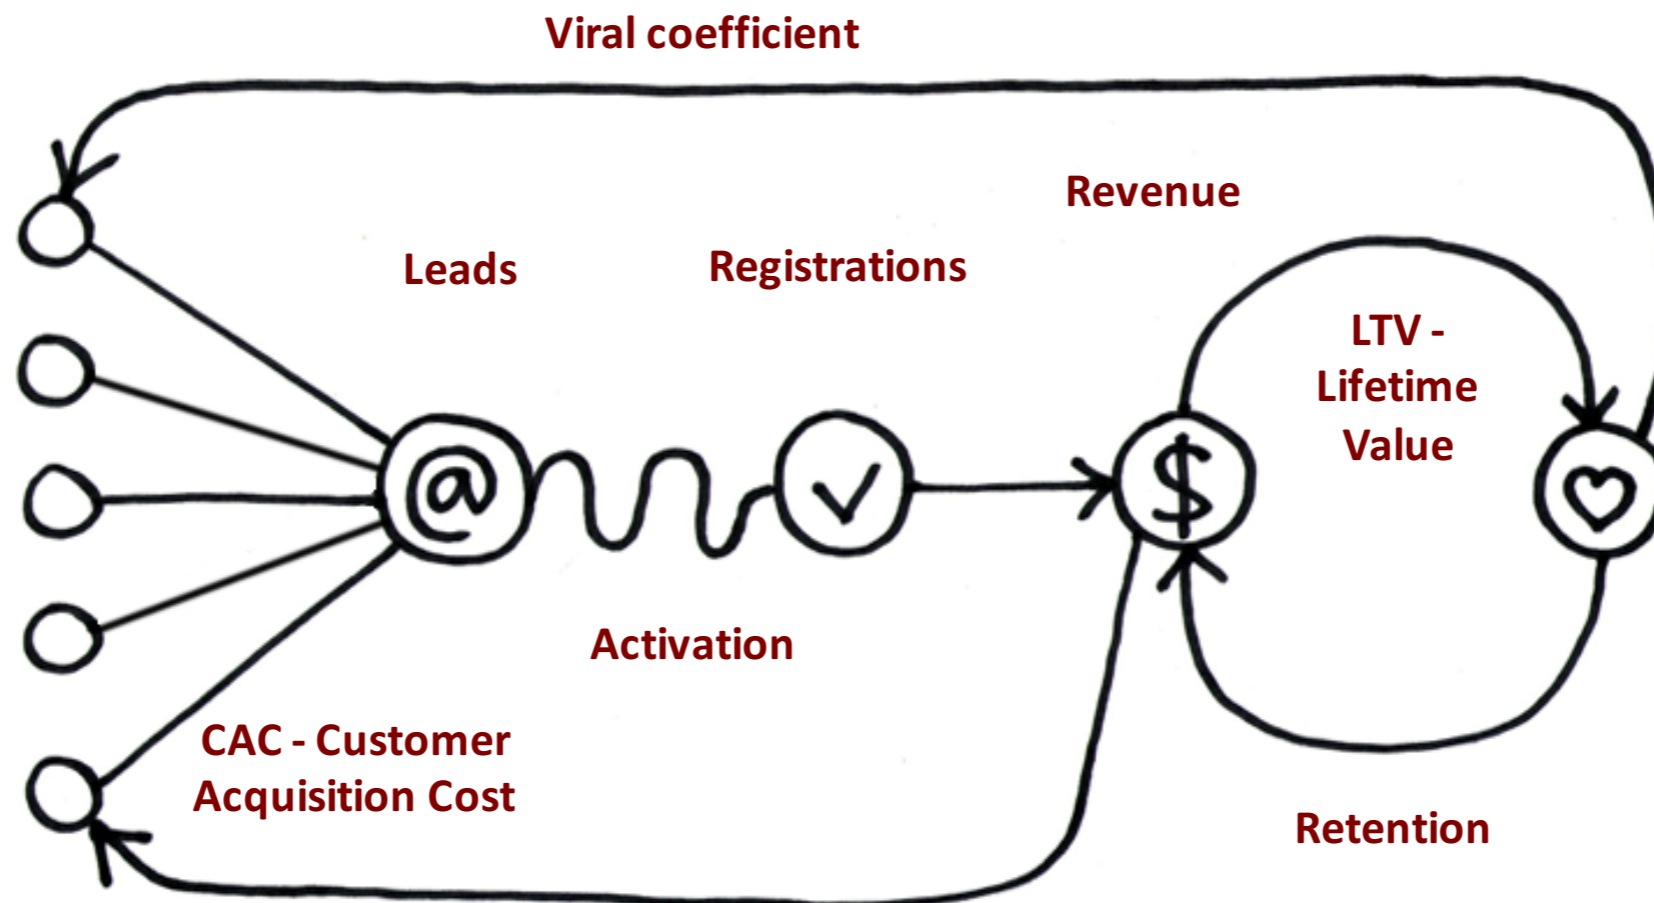 Viral coefficient
Revenue
Leads
Registrations
LTV -
Lifetime
Value
@
$
Activation
CAC - Customer
Acquisition Cost
Retention